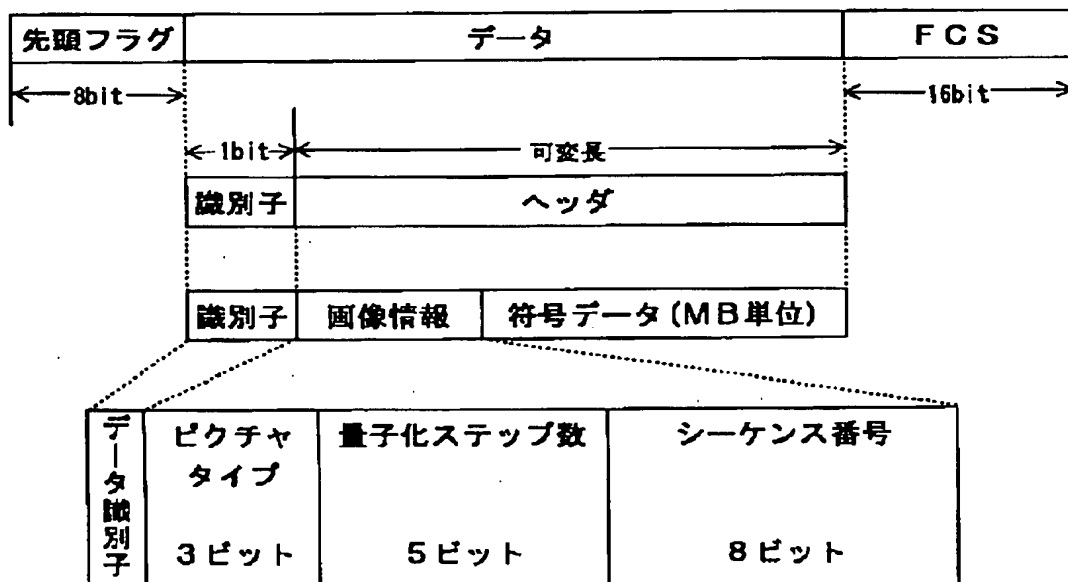 先頭フラグ データ FCS
8bit 16bit
1bit 可変長
識別子 ヘッダ
識別子 画像情報 符号データ(MB単位)
データ識別子 ピクチャタイプ 量子化ステップ数 シーケンス番号
3ビット 5ビット 8ビット